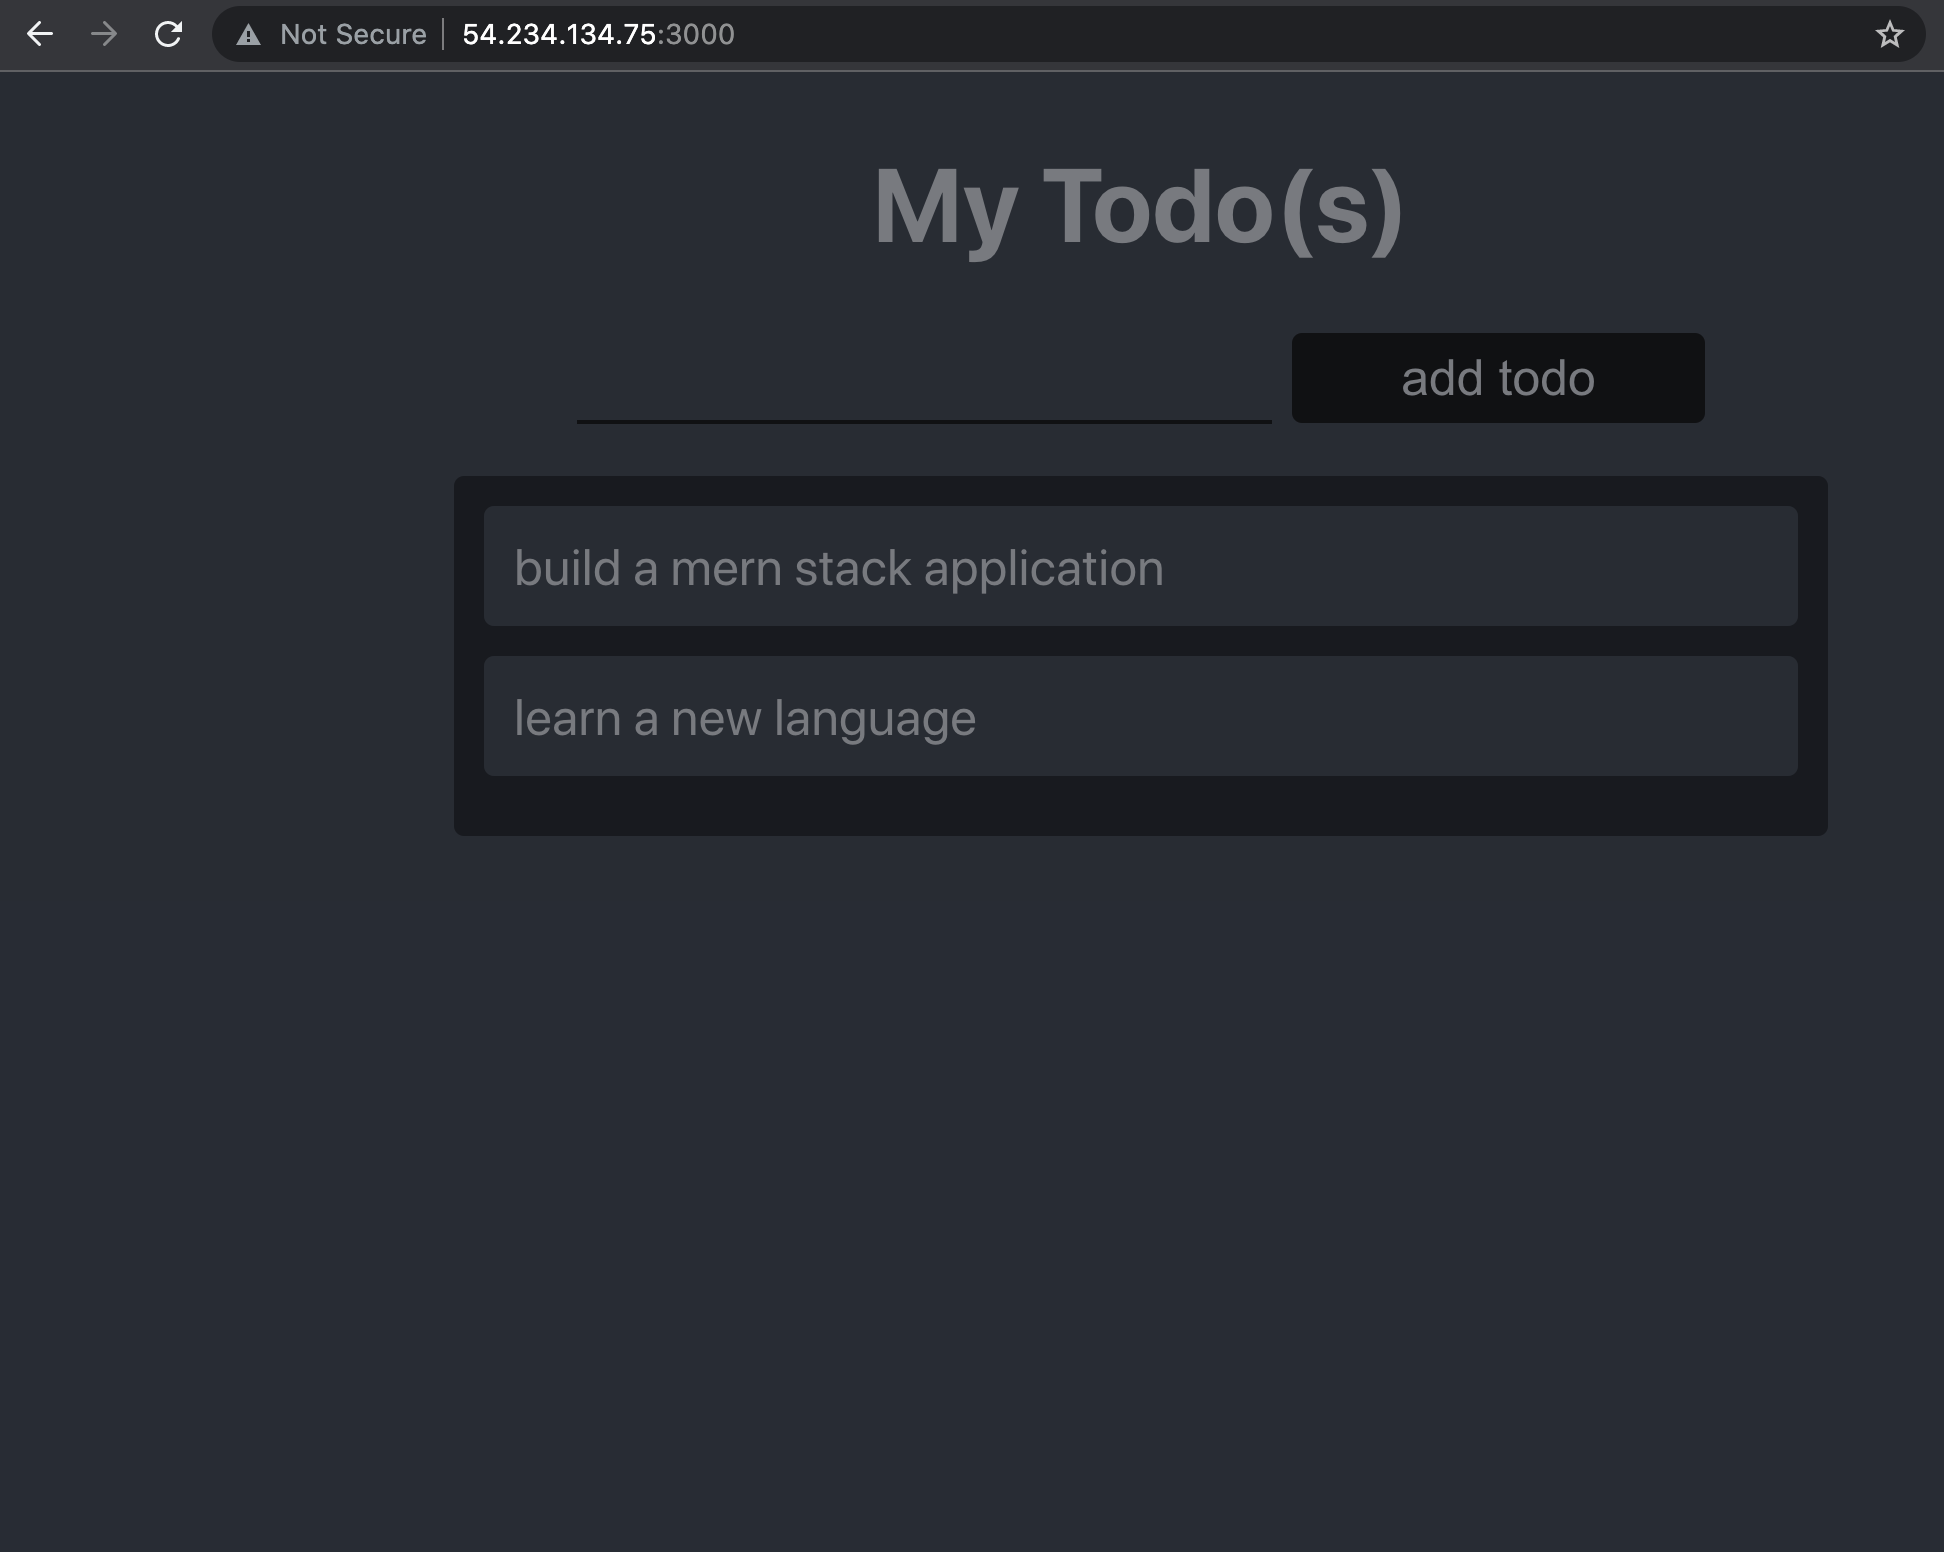 Not Secure | 54.234.134.75:3000
My Todo(s)
add todo
build a mern stack application
learn a new language